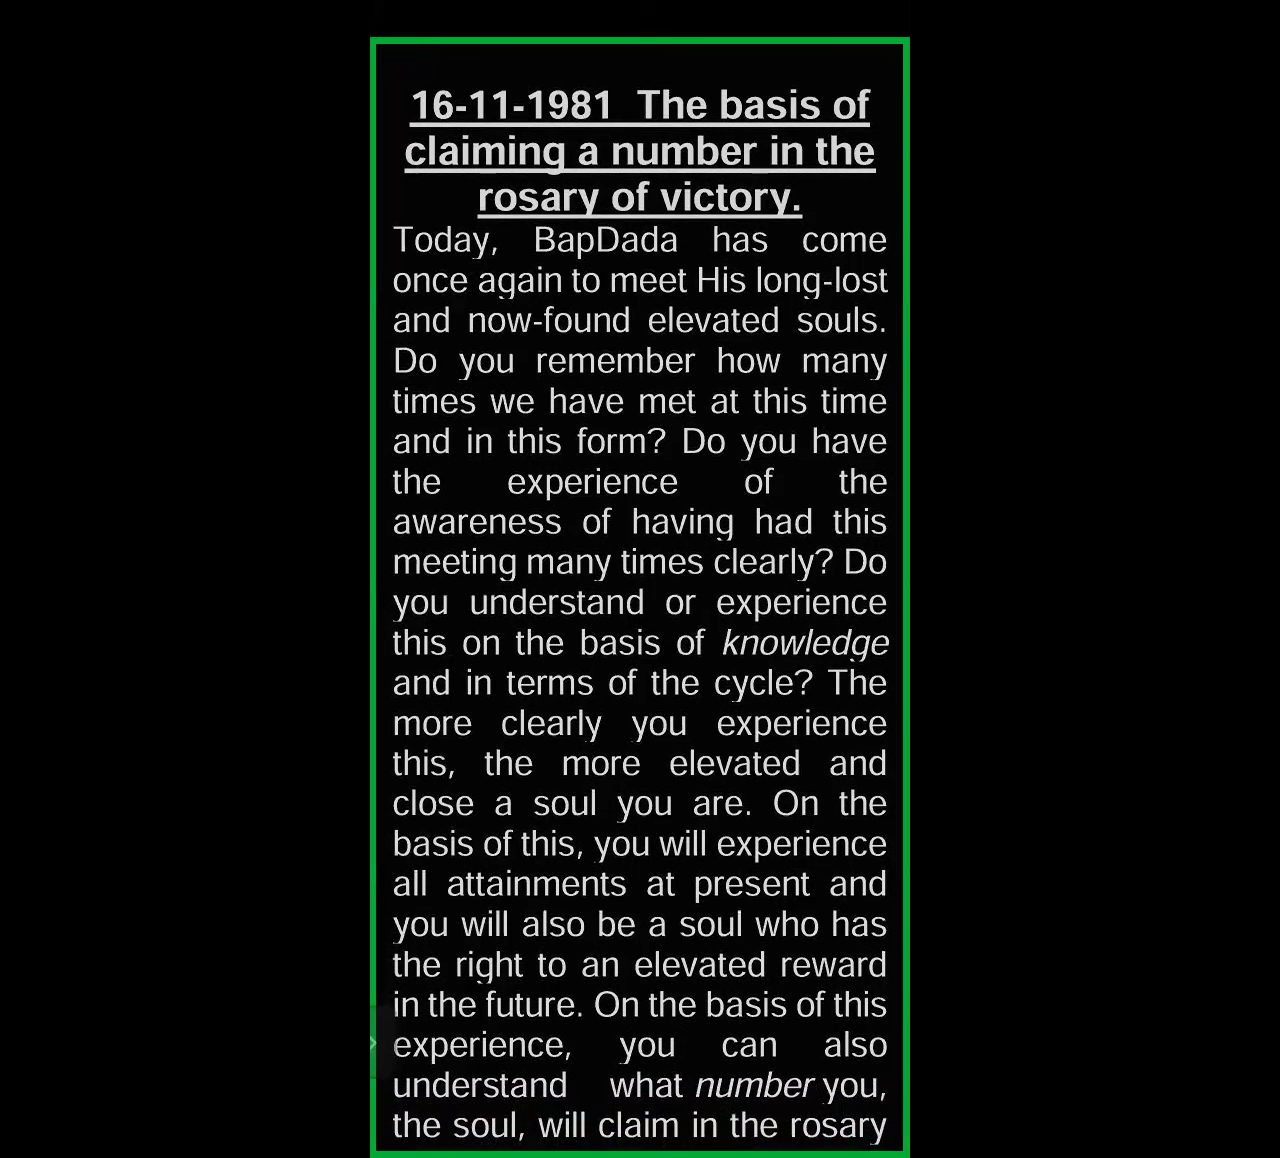 16-11-1981 The basis of
claiming a number in the
rosary of victory.
Today, BapDada has come
once again to meet His long-lost
and now-found elevated souls.
Do you remember how many
times we have met at this time
and in this form? Do you have
the experience of the
awareness of having had this
meeting many times clearly? Do
you understand or experience
this on the basis of knowledge
and in terms of the cycle? The
more clearly you experience
this, the more elevated and
close a soul you are. On the
basis of this, you will experience
all attainments at present and
you will also be a soul who has
the right to an elevated reward
in the future. On the basis of this
experience, you can also
understand what number you,
the soul, will claim in the rosary